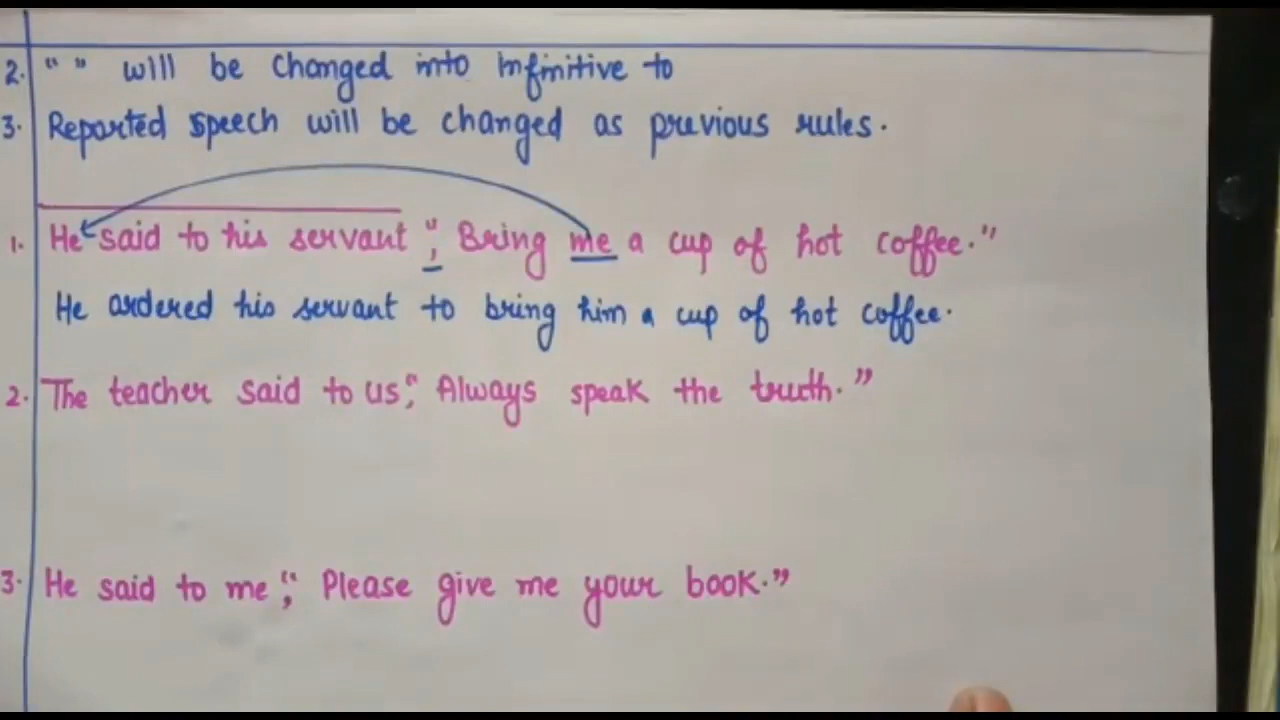 2. " " will be changed into infinitive to
3. Reported speech will be changed as previous rules.
1. He said to his servant ", Bring me a cup of hot coffee."
He ordered his servant to bring him a cup of hot coffee.
2. The teacher said to us," Always speak the truth."
3. He said to me," Please give me your book."